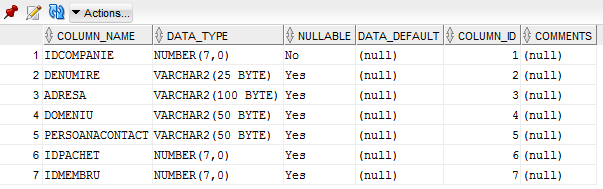 Actions...
COLUMN_NAME DATA_TYPE NULLABLE DATA_DEFAULT COLUMN_ID COMMENTS
1 IDCOMPANIE NUMBER(7,0) No (null) 1 (null)
2 DENUMIRE VARCHAR2(25 BYTE) Yes (null) 2 (null)
3 ADRESA VARCHAR2(100 BYTE) Yes (null) 3 (null)
4 DOMENIU VARCHAR2(50 BYTE) Yes (null) 4 (null)
5 PERSOANACONTACT VARCHAR2(50 BYTE) Yes (null) 5 (null)
6 IDPACHET NUMBER(7,0) Yes (null) 6 (null)
7 IDMEMBRU NUMBER(7,0) Yes (null) 7 (null)